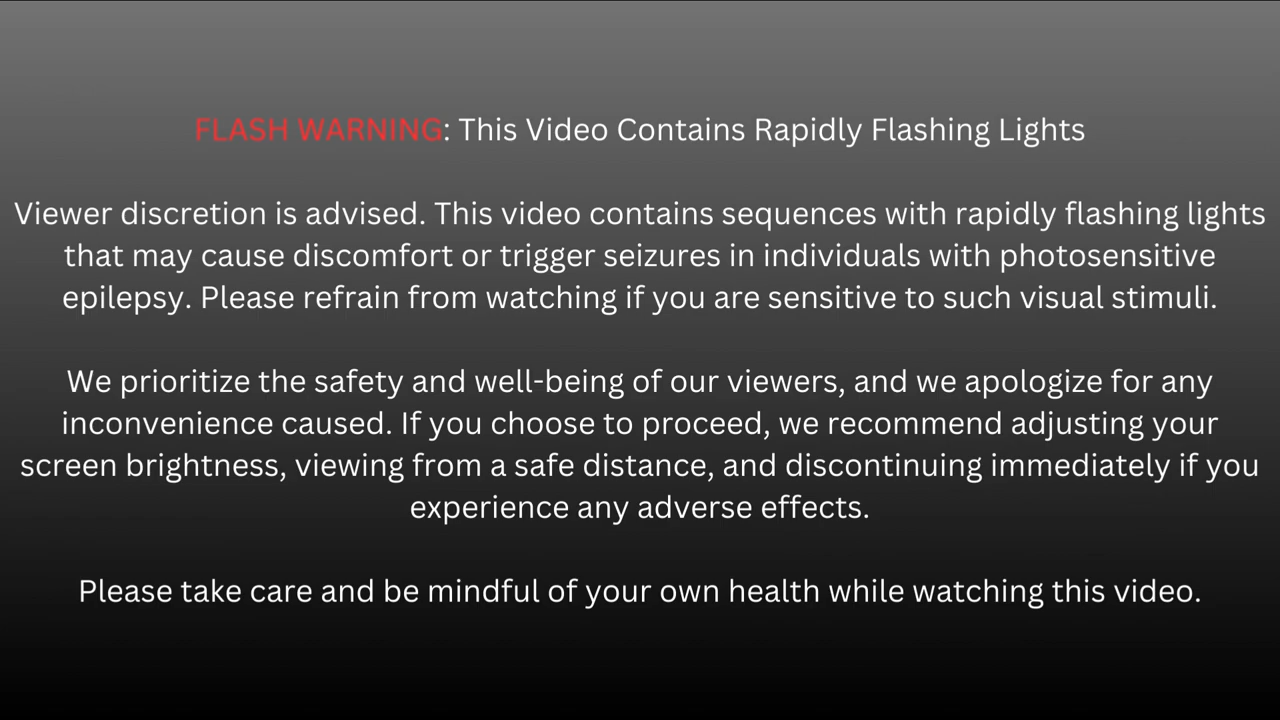 FLASH WARNING: This Video Contains Rapidly Flashing Lights
Viewer discretion is advised. This video contains sequences with rapidly flashing lights
that may cause discomfort or trigger seizures in individuals with photosensitive
epilepsy. Please refrain from watching if you are sensitive to such visual stimuli.
We prioritize the safety and well-being of our viewers, and we apologize for any
inconvenience caused. If you choose to proceed, we recommend adjusting your
screen brightness, viewing from a safe distance, and discontinuing immediately if you
experience any adverse effects.
Please take care and be mindful of your own health while watching this video.